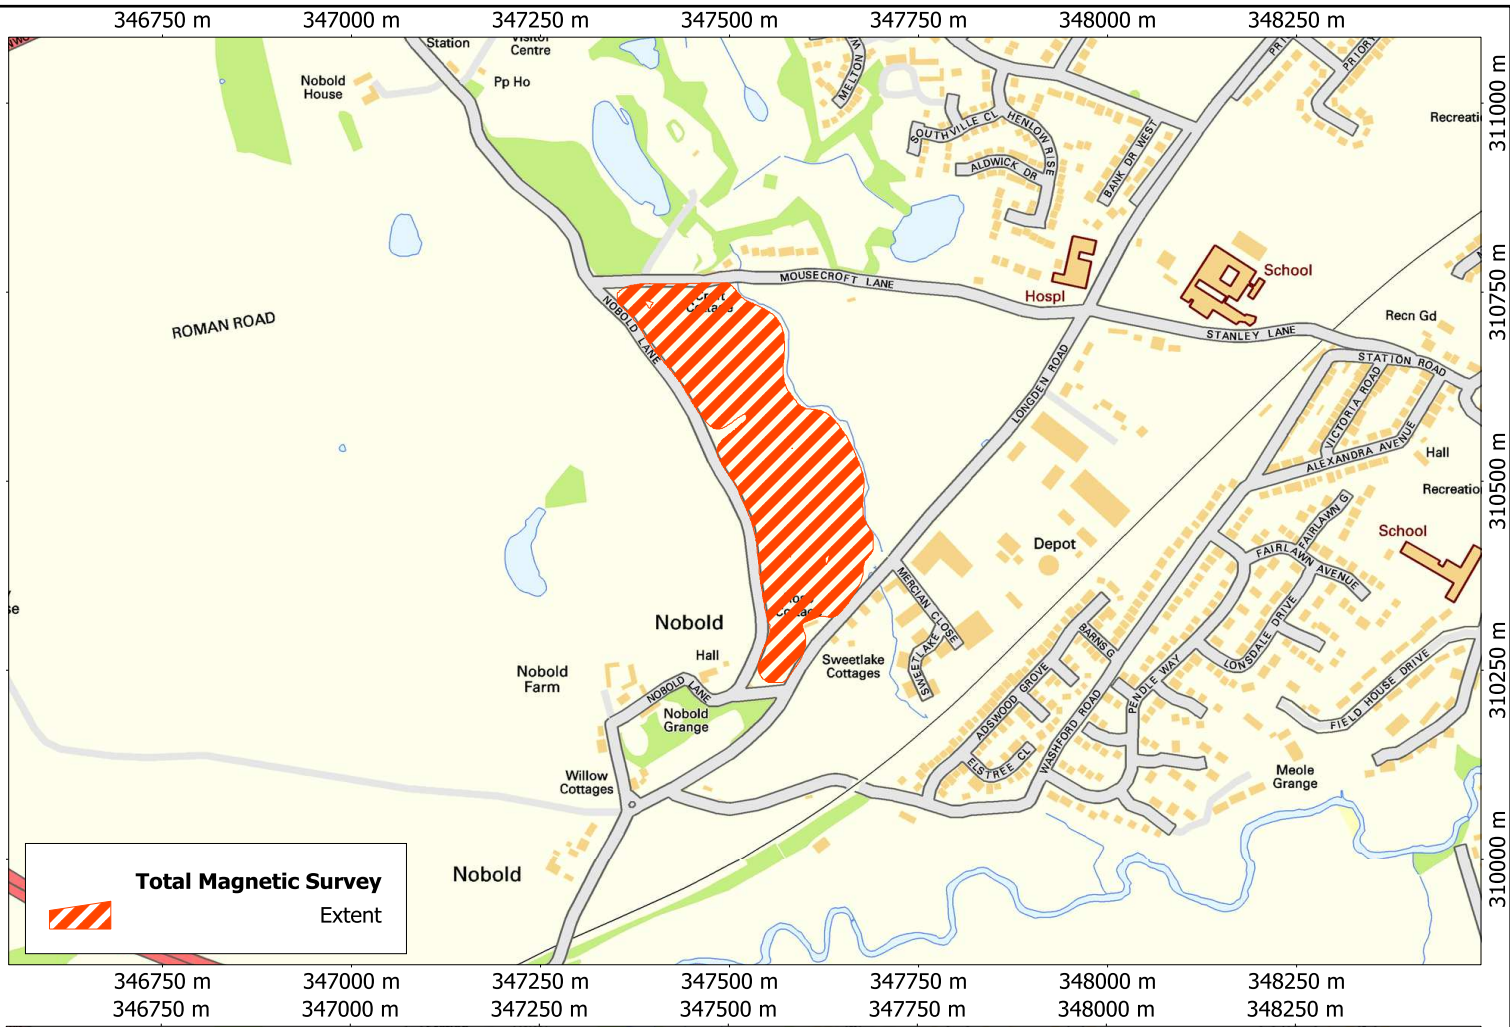 346750 m 347000 m 347250 m 347500 m 347750 m 348000 m 348250 m
Station
Visitor
Centre
Pp Ho
Nobold
House
MELTON
SOUTHVILLE CL
HENLOW RISE
ALDWICK DR
BANK DR WEST
PRIORY
Recreati
311000 m
ROMAN ROAD
MOUSECROFT LANE
NOBOLD LANE
Croft
Cottage
Hospl
School
STANLEY LANE
Recn Gd
310750 m
STATION ROAD
LONGDEN ROAD
VICTORIA ROAD
ALEXANDRA AVENUE
Hall
Recreatio
310500 m
School
FAIRLAWN G
FAIRLAWN AVENUE
Depot
MERCIAN CLOSE
SWEETLAKE
Cottage
Nobold
Hall
Nobold
Farm
NOBOLD LANE
Nobold
Grange
Sweetlake
Cottages
BARNS G
ADSWOOD GROVE
ELSTREE CL
WASHFORD ROAD
PENDLE WAY
LONSDALE DRIVE
FIELD HOUSE DRIVE
310250 m
Willow
Cottages
Meole
Grange
Nobold
310000 m
se
Total Magnetic Survey
Extent
346750 m 347000 m 347250 m 347500 m 347750 m 348000 m 348250 m
346750 m 347000 m 347250 m 347500 m 347750 m 348000 m 348250 m